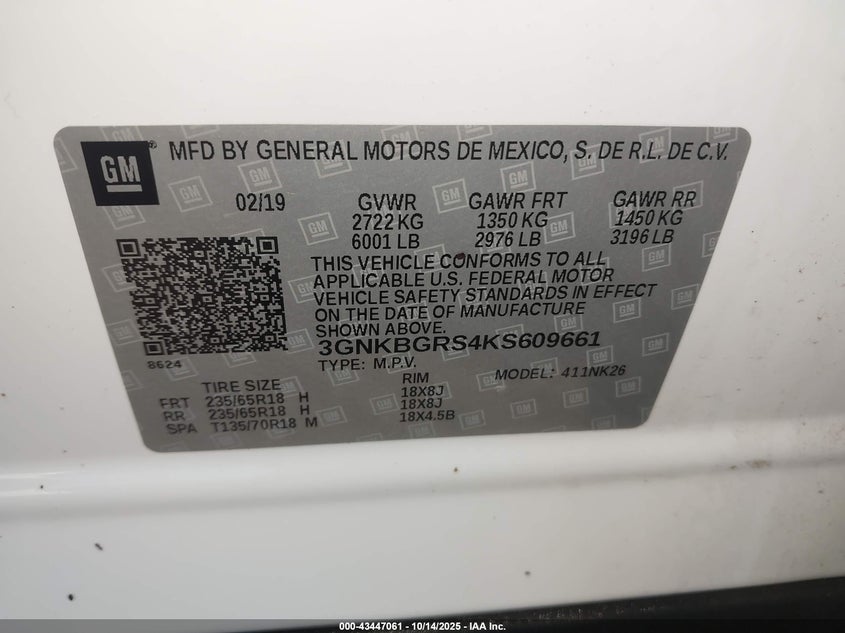 GM
MFD BY GENERAL MOTORS DE MEXICO, S. DE R.L. DE C.V.
02/19 GVWR GAWR FRT GAWR RR
2722 KG 1350 KG 1450 KG
6001 LB 2976 LB 3196 LB
THIS VEHICLE CONFORMS TO ALL
APPLICABLE U.S. FEDERAL MOTOR
VEHICLE SAFETY STANDARDS IN EFFECT
ON THE DATE OF MANUFACTURE
SHOWN ABOVE.
8624
3GNKBGRS4KS609661
TYPE: M.P.V. MODEL: 411NK26
TIRE SIZE RIM
FRT 235/65R18 H 18X8J
RR 235/65R18 H 18X8J
SPA T135/70R18 M 18X4.5B
000-43447061 - 10/14/2025 - IAA Inc.